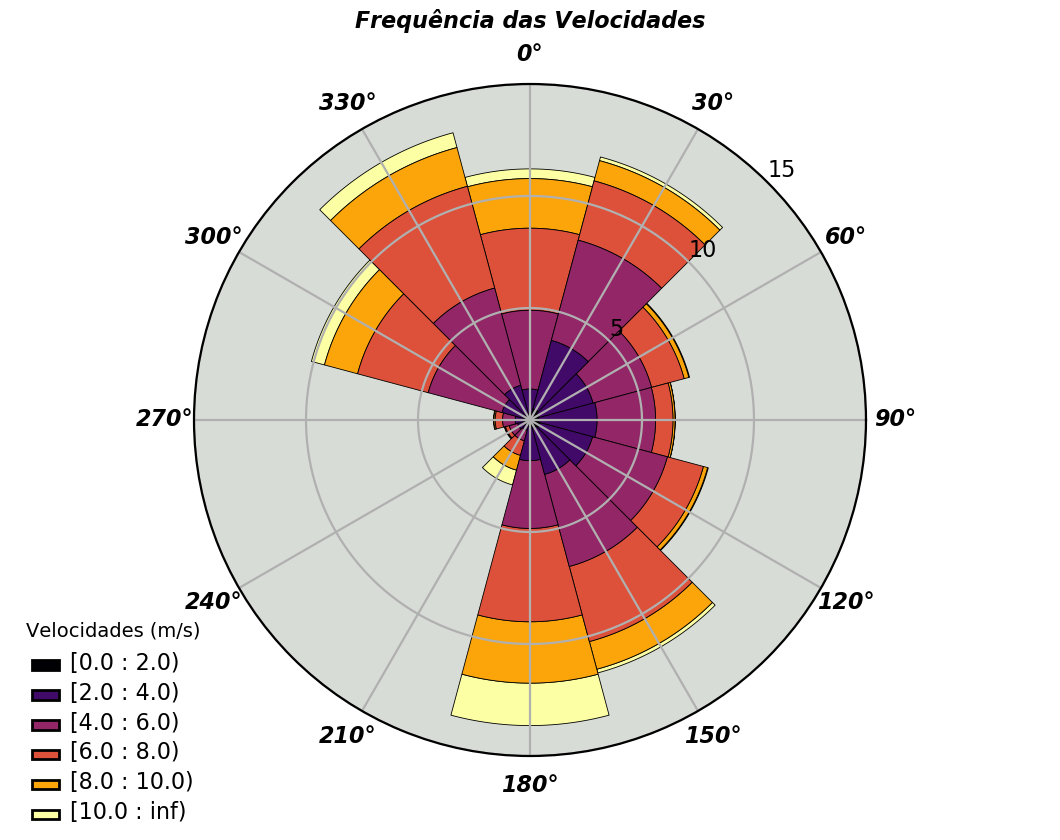 Frequência das Velocidades
0°
330°
30°
15
300°
60°
10
5
270°
90°
240°
120°
210°
150°
180°
Velocidades (m/s)
[0.0 : 2.0)
[2.0 : 4.0)
[4.0 : 6.0)
[6.0 : 8.0)
[8.0 : 10.0)
[10.0 : inf)